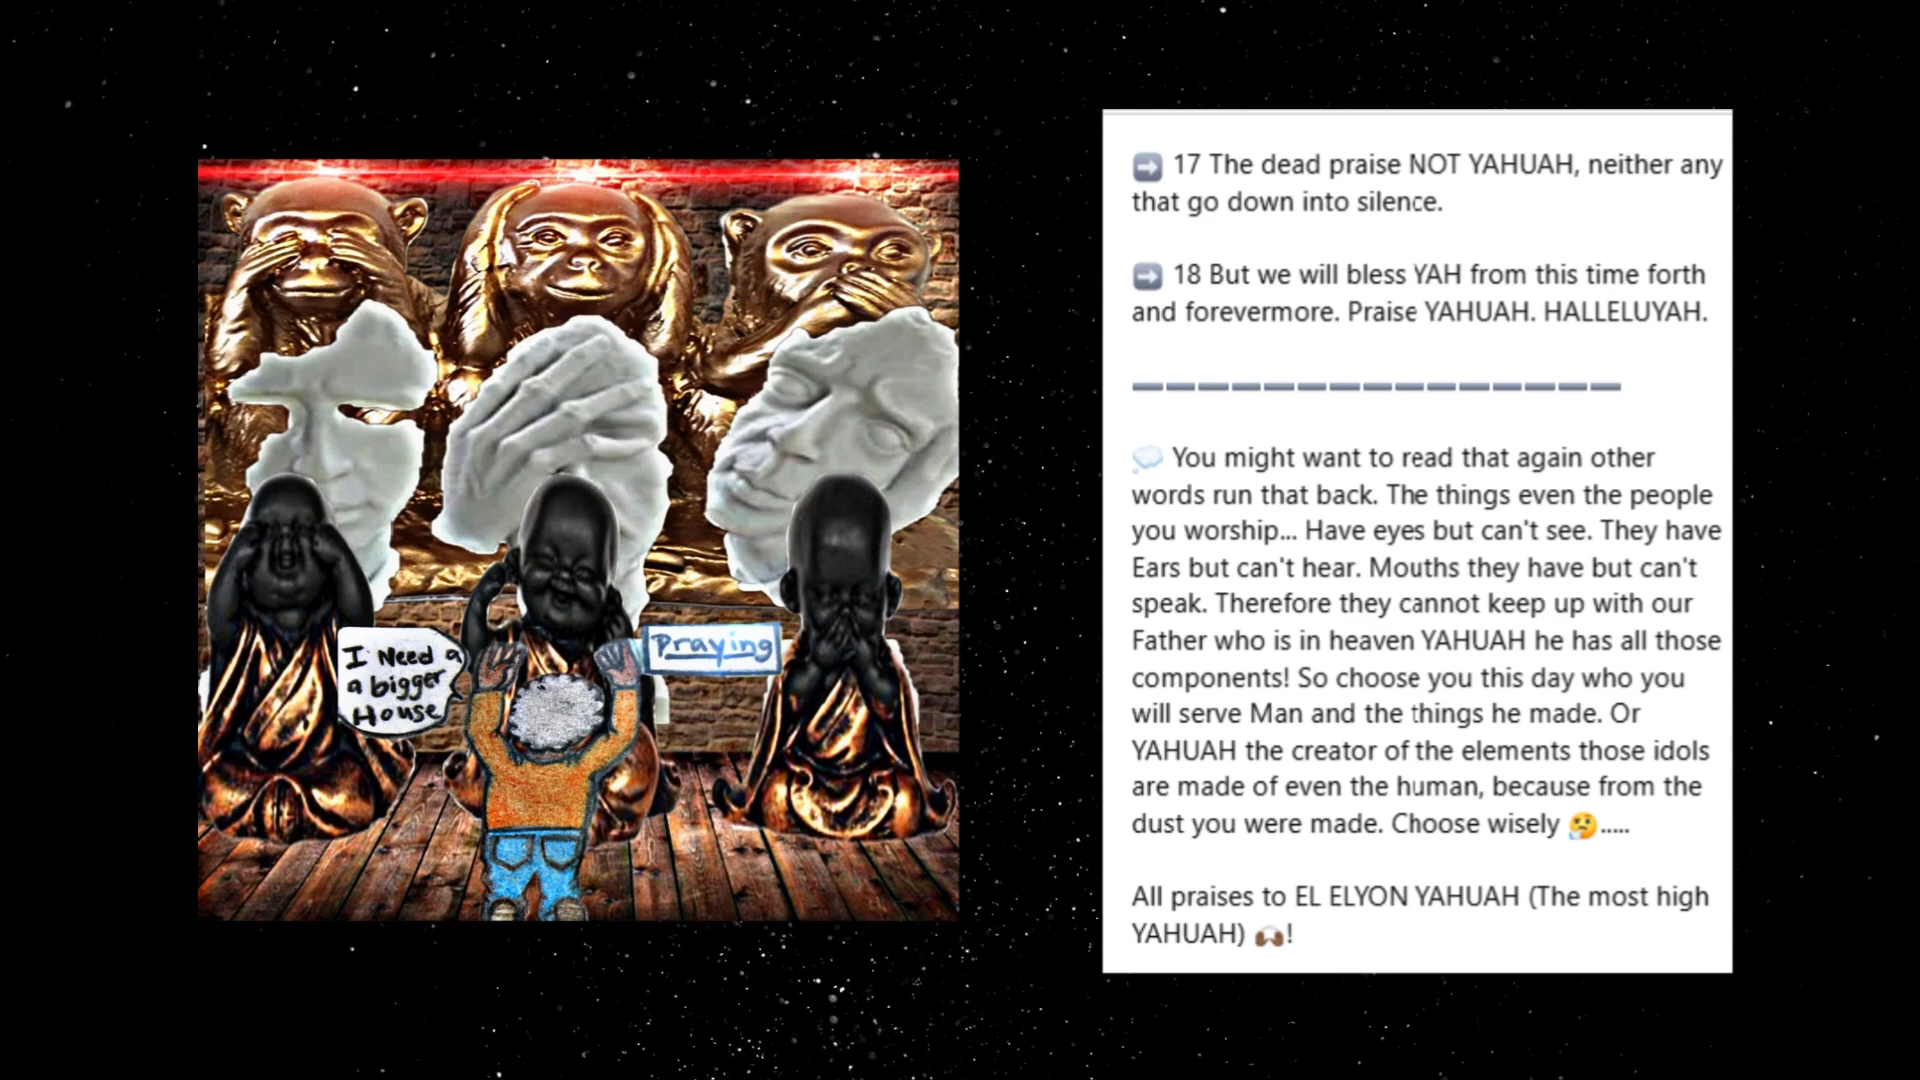 I Need a
a bigger
House
Praying
➡️ 17 The dead praise NOT YAHUAH, neither any
that go down into silence.
➡️ 18 But we will bless YAH from this time forth
and forevermore. Praise YAHUAH. HALLELUYAH.
➖➖➖➖➖➖➖➖➖➖➖➖➖➖➖
💭 You might want to read that again other
words run that back. The things even the people
you worship... Have eyes but can't see. They have
Ears but can't hear. Mouths they have but can't
speak. Therefore they cannot keep up with our
Father who is in heaven YAHUAH he has all those
components! So choose you this day who you
will serve Man and the things he made. Or
YAHUAH the creator of the elements those idols
are made of even the human, because from the
dust you were made. Choose wisely 🤔.....
All praises to EL ELYON YAHUAH (The most high
YAHUAH) 🙌🏾!